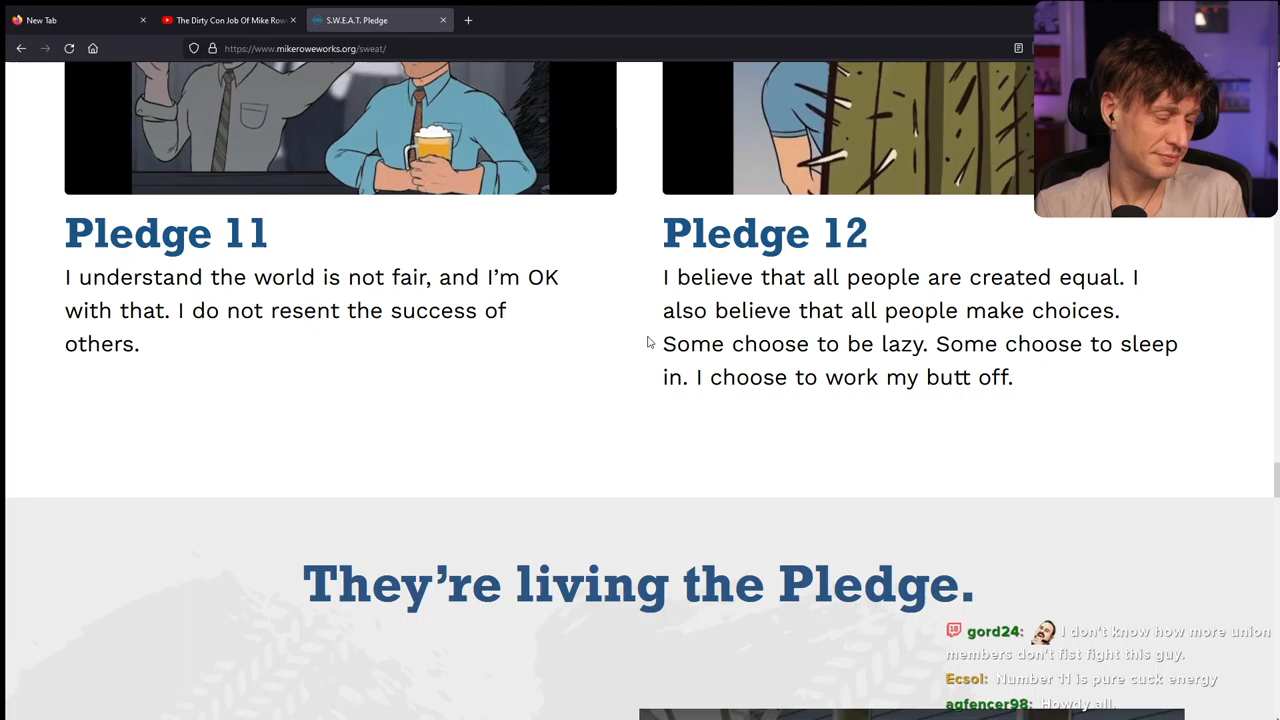 New Tab
The Dirty Con Job Of Mike Row
S.W.E.A.T. Pledge
https://www.mikeroweworks.org/sweat/
Pledge 11
I understand the world is not fair, and I'm OK
with that. I do not resent the success of
others.
Pledge 12
I believe that all people are created equal. I
also believe that all people make choices.
Some choose to be lazy. Some choose to sleep
in. I choose to work my butt off.
They're living the Pledge.
gord24: I don't know how more union
members don't fist fight this guy.
Ecsol: Number 11 is pure cuck energy
agfencer98: Howdy all.